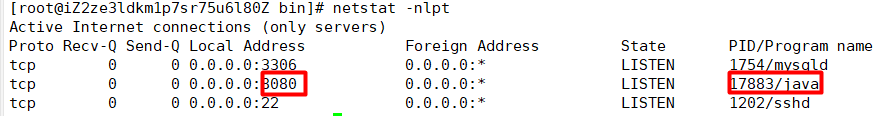 [root@iZ2ze3ldkm1p7sr75u6l80Z bin]# netstat -nlpt
Active Internet connections (only servers)
Proto Recv-Q Send-Q Local Address           Foreign Address         State       PID/Program name
tcp        0      0 0.0.0.0:3306            0.0.0.0:*               LISTEN      1754/mysqld
tcp        0      0 0.0.0.0:8080            0.0.0.0:*               LISTEN      17883/java
tcp        0      0 0.0.0.0:22              0.0.0.0:*               LISTEN      1202/sshd